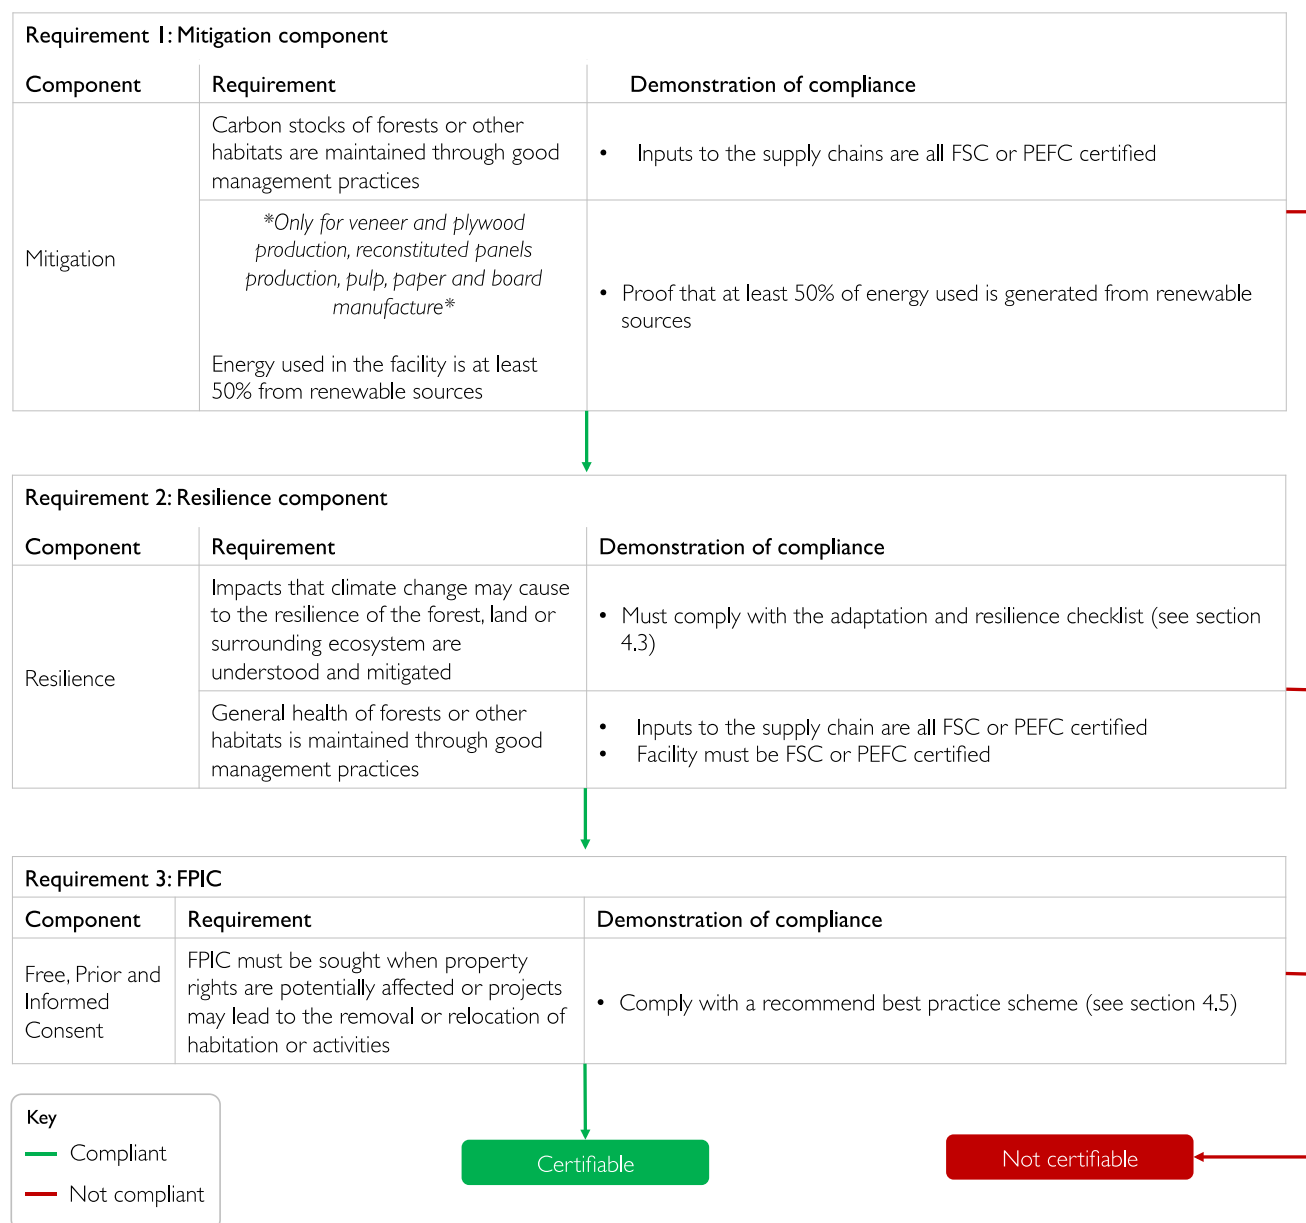 Requirement 1: Mitigation component
Component
Requirement
Demonstration of compliance
Mitigation
Carbon stocks of forests or other
habitats are maintained through good
management practices
• Inputs to the supply chains are all FSC or PEFC certified
*Only for veneer and plywood
production, reconstituted panels
production, pulp, paper and board
manufacture*
Energy used in the facility is at least
50% from renewable sources
• Proof that at least 50% of energy used is generated from renewable
sources
Requirement 2: Resilience component
Component
Requirement
Demonstration of compliance
Resilience
Impacts that climate change may cause
to the resilience of the forest, land or
surrounding ecosystem are
understood and mitigated
• Must comply with the adaptation and resilience checklist (see section
4.3)
General health of forests or other
habitats is maintained through good
management practices
• Inputs to the supply chain are all FSC or PEFC certified
• Facility must be FSC or PEFC certified
Requirement 3: FPIC
Component
Requirement
Demonstration of compliance
Free, Prior and
Informed
Consent
FPIC must be sought when property
rights are potentially affected or projects
may lead to the removal or relocation of
habitation or activities
• Comply with a recommend best practice scheme (see section 4.5)
Key
Compliant
Not compliant
Certifiable
Not certifiable